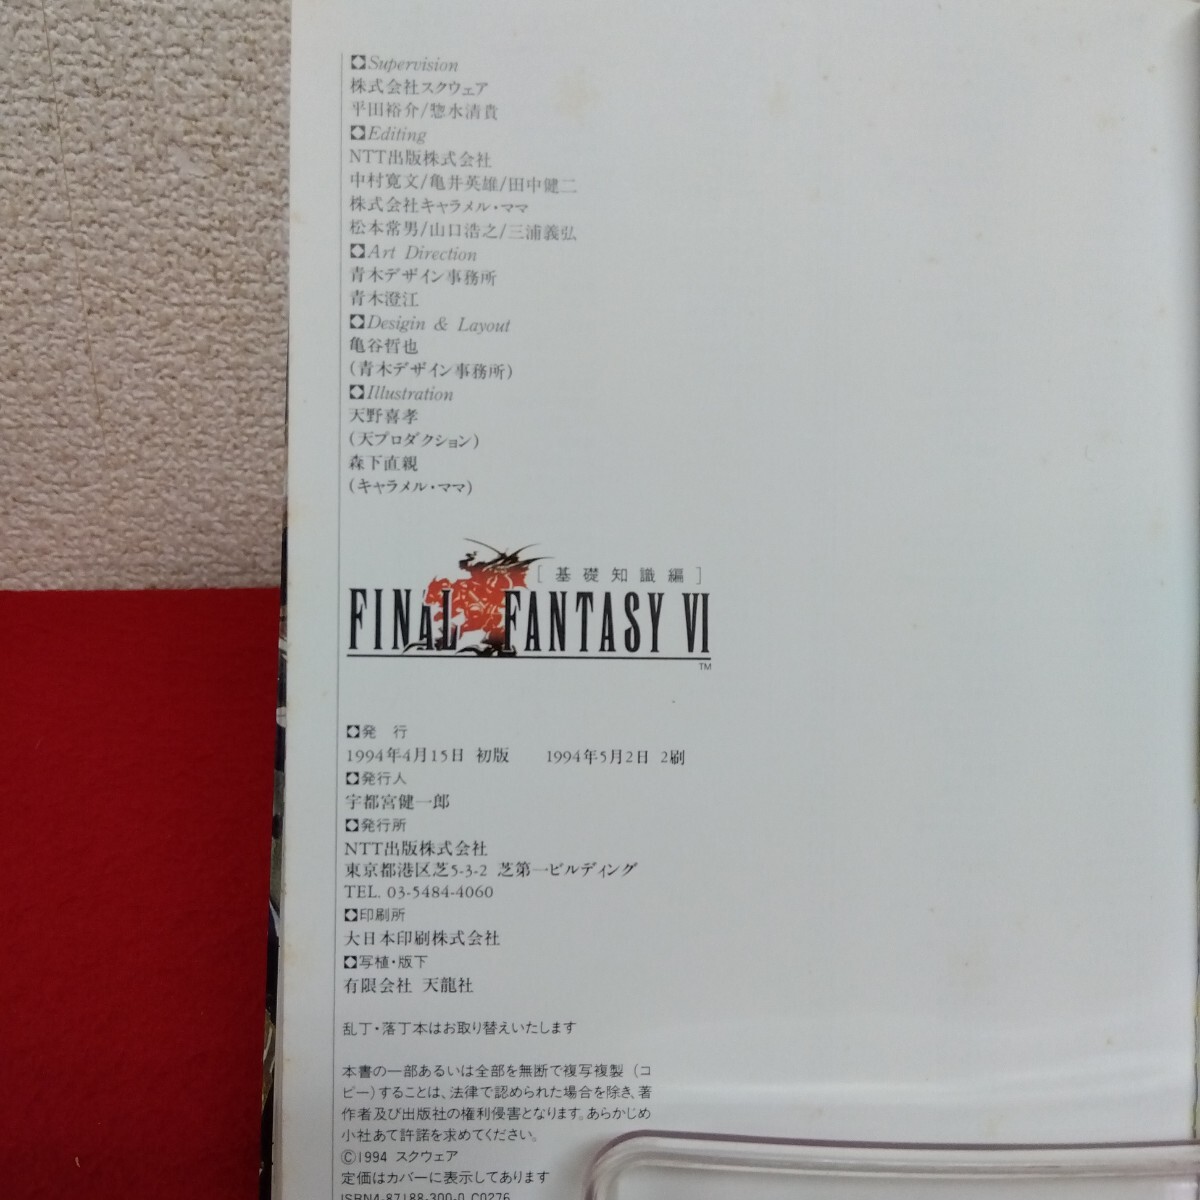 Supervision
株式会社スクウェア
平田裕介/惣水清貴
Editing
NTT出版株式会社
中村寛文/亀井英雄/田中健二
株式会社キャラメル・ママ
松本常男/山口浩之/三浦義弘
Art Direction
青木デザイン事務所
青木澄江
Desigin & Layout
亀谷哲也
(青木デザイン事務所)
Illustration
天野喜孝
(天プロダクション)
森下直親
(キャラメル・ママ)
[基礎知識編]
FINAL FANTASY VI
TM
発 行
1994年4月15日 初版 1994年5月2日 2刷
発行人
宇都宮健一郎
発行所
NTT出版株式会社
東京都港区芝5-3-2 芝第一ビルディング
TEL. 03-5484-4060
印刷所
大日本印刷株式会社
写植・版下
有限会社 天龍社
乱丁・落丁本はお取り替えいたします
本書の一部あるいは全部を無断で複写複製(コ
ピー)することは、法律で認められた場合を除き、著
作者及び出版社の権利侵害となります。あらかじめ
小社あて許諾を求めてください。
©1994 スクウェア
定価はカバーに表示してあります
ISBN4-87188-300-0 C0276